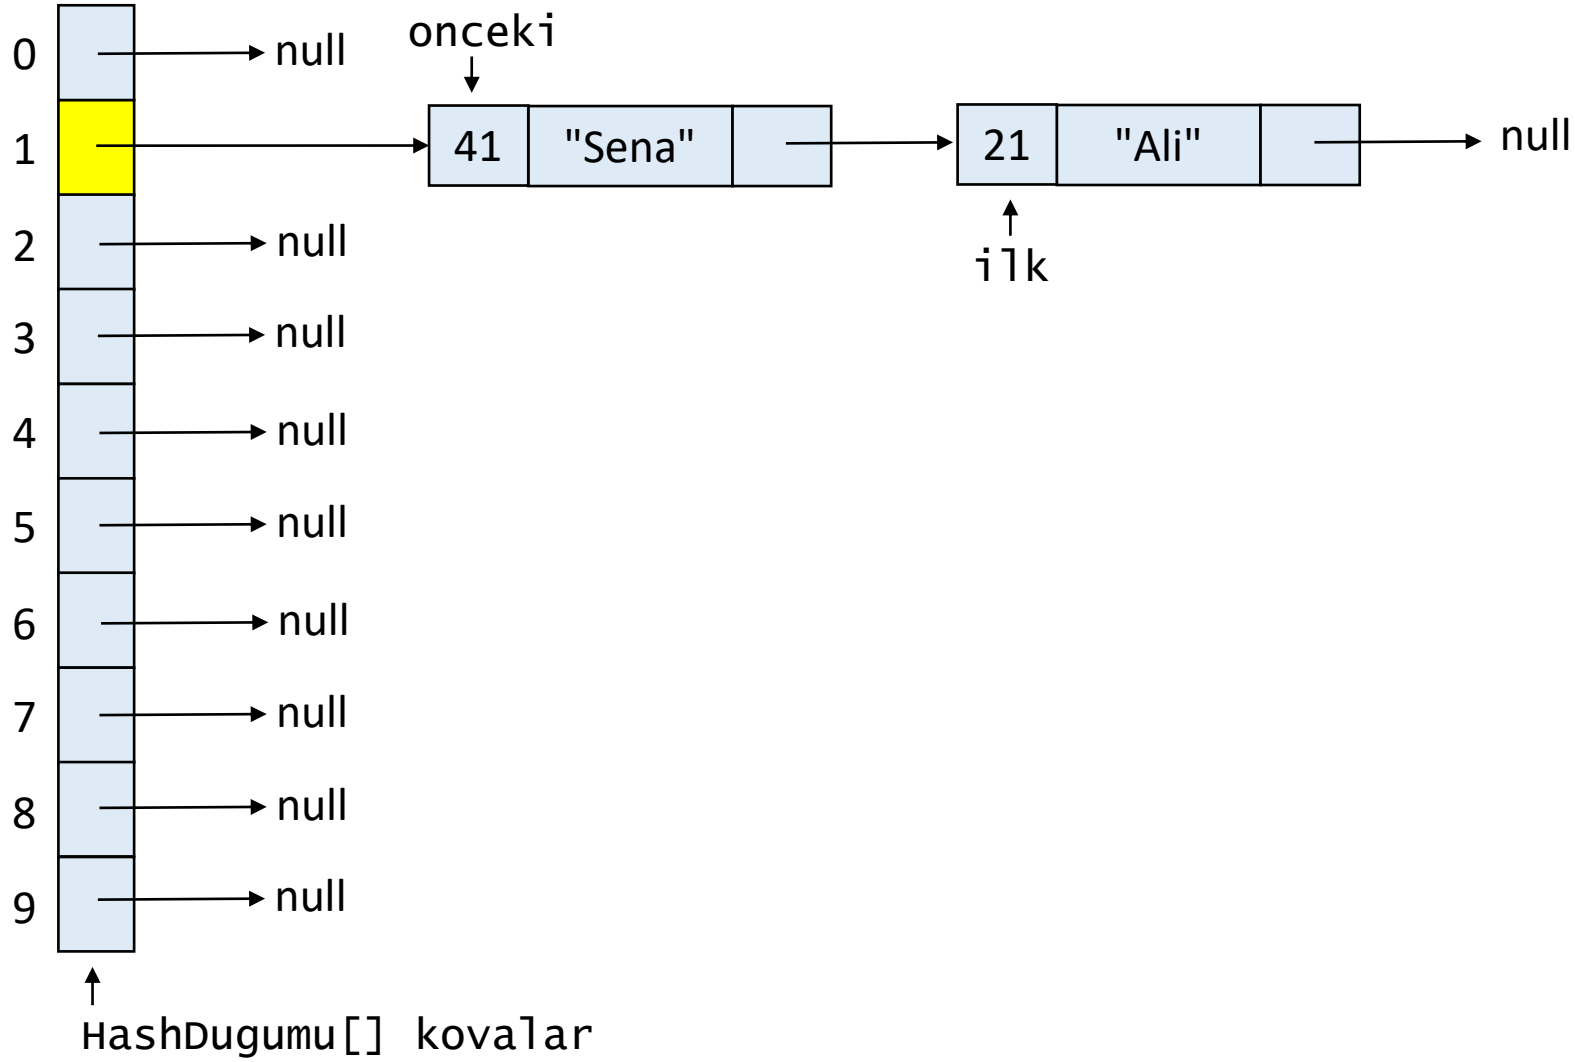 0 null
onceki
1 41 "Sena" 21 "Ali" null
2 null
ilk
3 null
4 null
5 null
6 null
7 null
8 null
9 null
HashDugumu[] kovalar